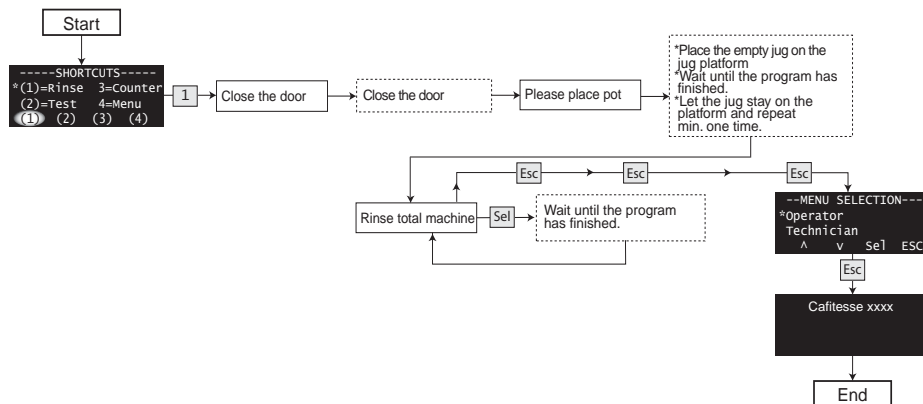 Start
-----SHORTCUTS-----
*(1)=Rinse 3=Counter
(2)=Test 4=Menu
(1) (2) (3) (4)
1
Close the door
Close the door
Please place pot
*Place the empty jug on the
jug platform
*Wait until the program has
finished.
*Let the jug stay on the
platform and repeat
min. one time.
Rinse total machine
Sel
Wait until the program
has finished.
Esc
Esc
Esc
--MENU SELECTION---
*Operator
Technician
^ v Sel ESC
Esc
Cafitesse xxxx
End